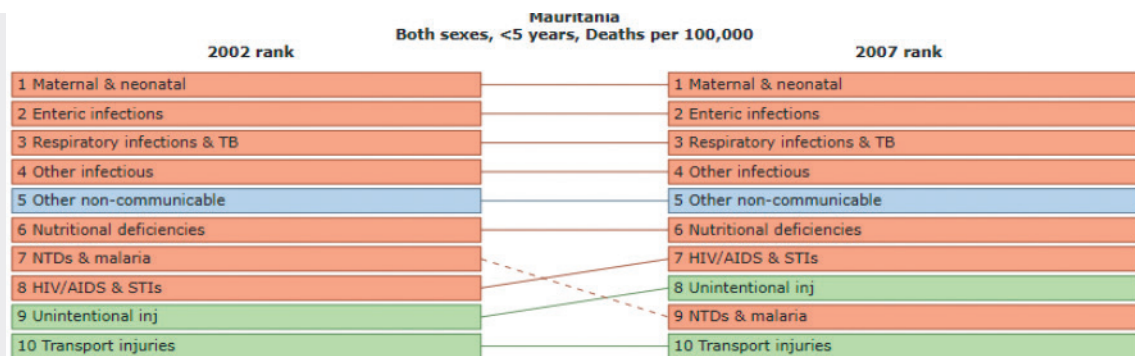 Mauritania
Both sexes, <5 years, Deaths per 100,000
2002 rank
2007 rank
1 Maternal & neonatal
1 Maternal & neonatal
2 Enteric infections
2 Enteric infections
3 Respiratory infections & TB
3 Respiratory infections & TB
4 Other infectious
4 Other infectious
5 Other non-communicable
5 Other non-communicable
6 Nutritional deficiencies
6 Nutritional deficiencies
7 NTDs & malaria
7 HIV/AIDS & STIs
8 HIV/AIDS & STIs
8 Unintentional inj
9 Unintentional inj
9 NTDs & malaria
10 Transport injuries
10 Transport injuries